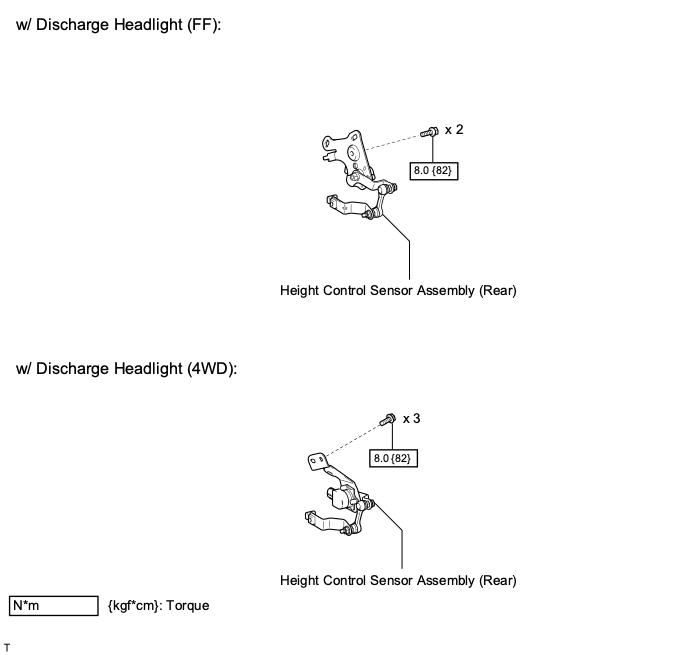 w/ Discharge Headlight (FF):
x 2
8.0 {82}
Height Control Sensor Assembly (Rear)
w/ Discharge Headlight (4WD):
x 3
8.0 {82}
Height Control Sensor Assembly (Rear)
N*m {kgf*cm}: Torque
T